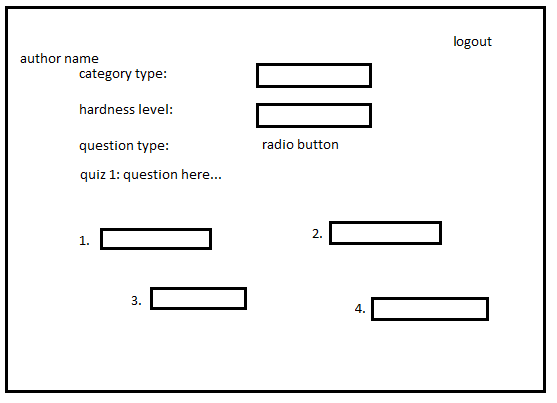 logout
author name
category type:
hardness level:
question type: radio button
quiz 1: question here...
1.
2.
3.
4.